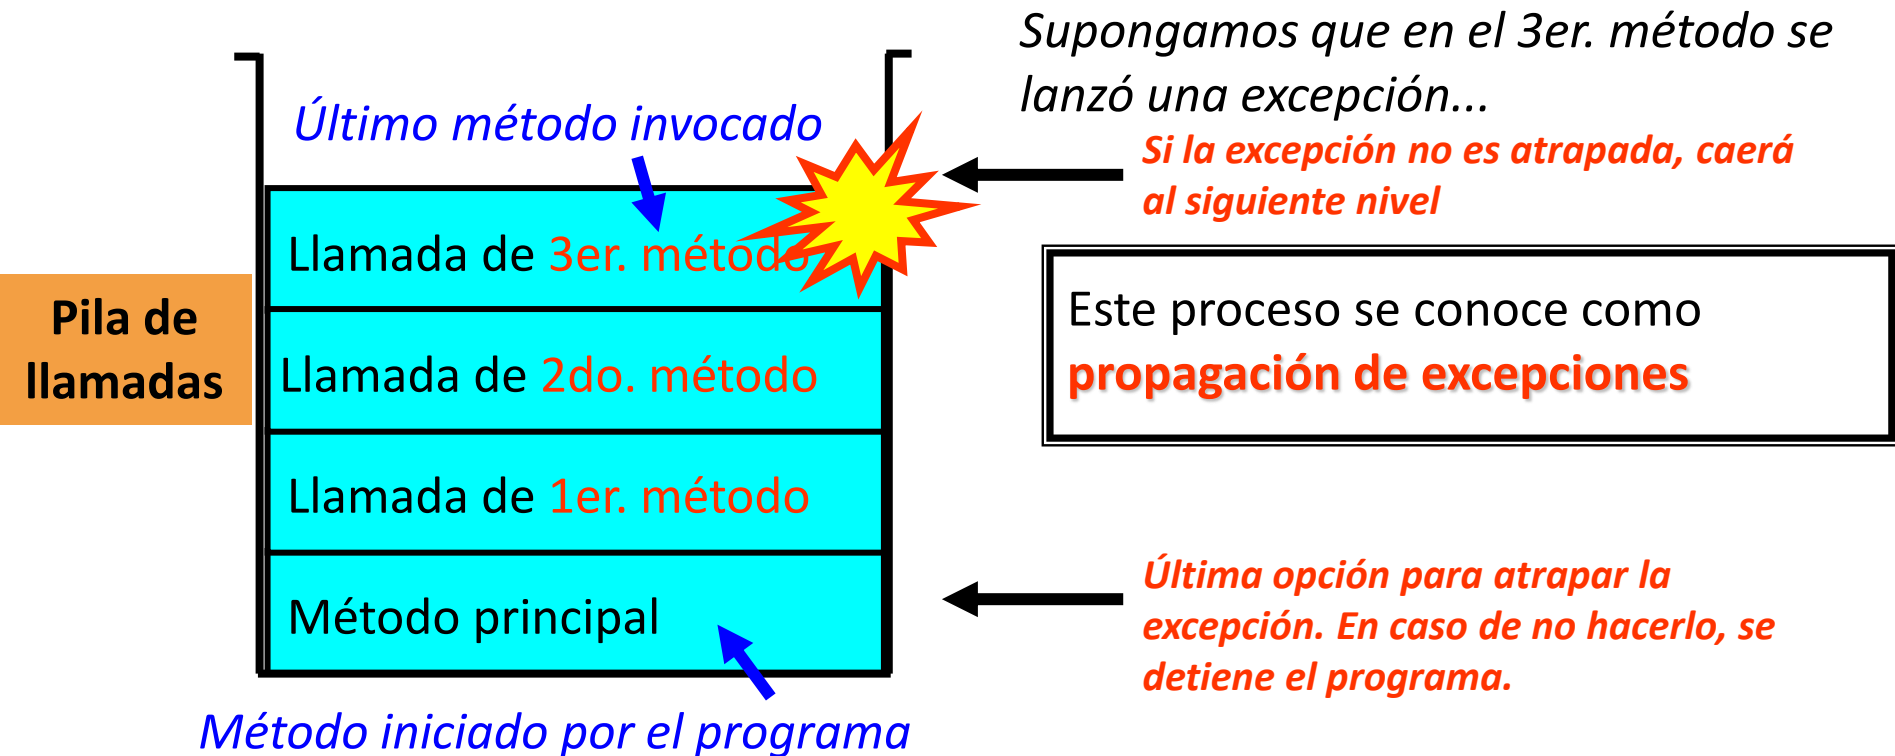 Supongamos que en el 3er. método se
lanzó una excepción...
Último método invocado
Si la excepción no es atrapada, caerá
al siguiente nivel
Llamada de 3er. método
Pila de
llamadas
Este proceso se conoce como
propagación de excepciones
Llamada de 2do. método
Llamada de 1er. método
Método principal
Última opción para atrapar la
excepción. En caso de no hacerlo, se
detiene el programa.
Método iniciado por el programa